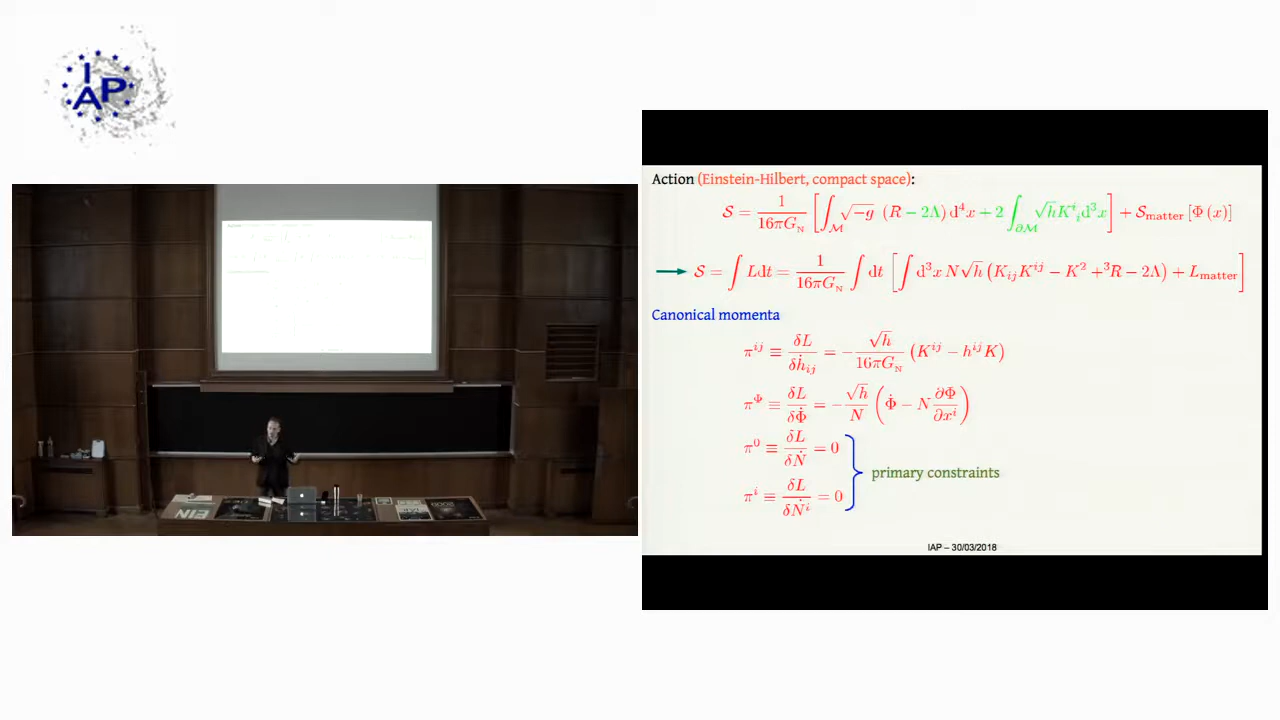 IAP
Action (Einstein-Hilbert, compact space):
𝒮 = 1/(16πG_N) [∫_ℳ √−g (R − 2Λ) d⁴x + 2 ∫_∂ℳ √h K^i_i d³x] + 𝒮_matter [Φ(x)]
𝒮 = ∫ L dt = 1/(16πG_N) ∫ dt [∫ d³x N√h (K_ij K^ij − K² + ³R − 2Λ) + L_matter]
Canonical momenta
π^ij ≡ δL/δḣ_ij = − √h/(16πG_N) (K^ij − h^ij K)
π^Φ ≡ δL/δΦ̇ = − √h/N (Φ̇ − N ∂Φ/∂x^i)
π^0 ≡ δL/δṄ = 0
π^i ≡ δL/δṄ^i = 0
primary constraints
IAP – 30/03/2018
EIN